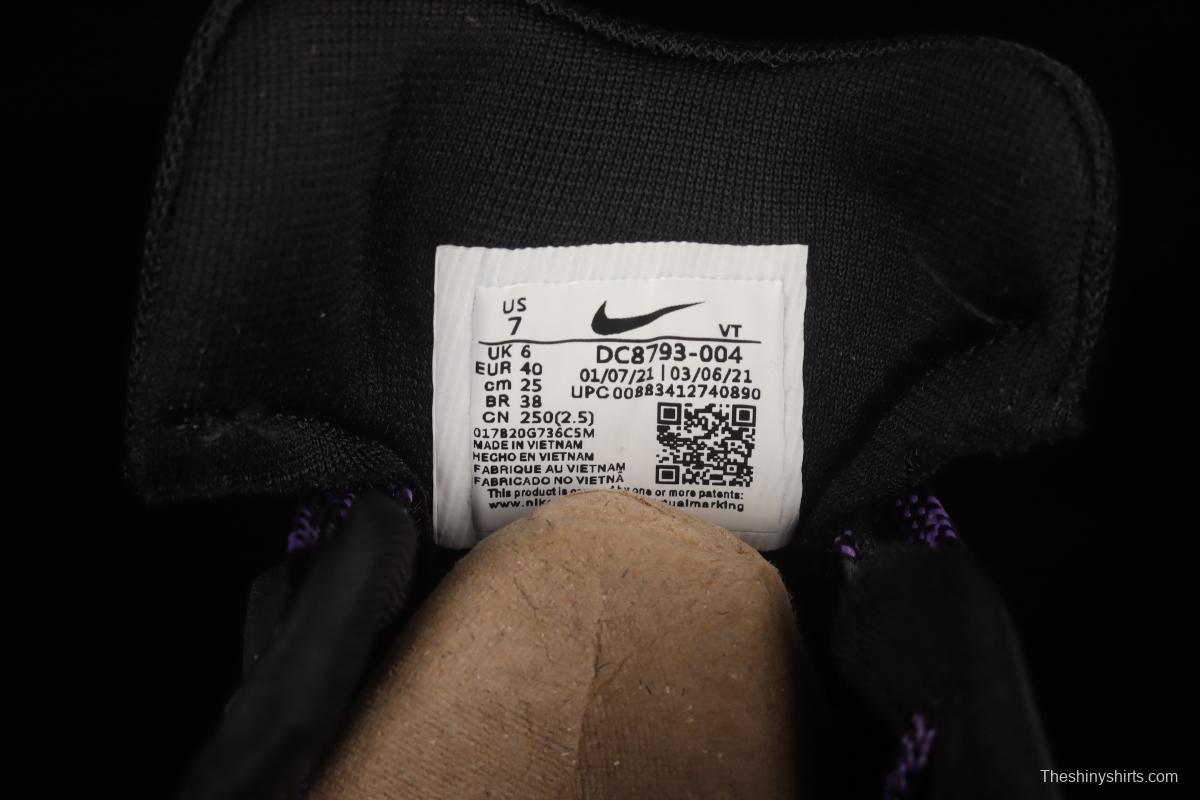 US
7
VT
UK 6
EUR 40
cm 25
BR 38
CN 250(2.5)
DC8793-004
01/07/21 | 03/06/21
UPC 00883412740890
017B20G736C5M
MADE IN VIETNAM
HECHO EN VIETNAM
FABRIQUE AU VIETNAM
FABRICADO NO VIETNÃ
This product is by one or more patents:
Theshinyshirts.com